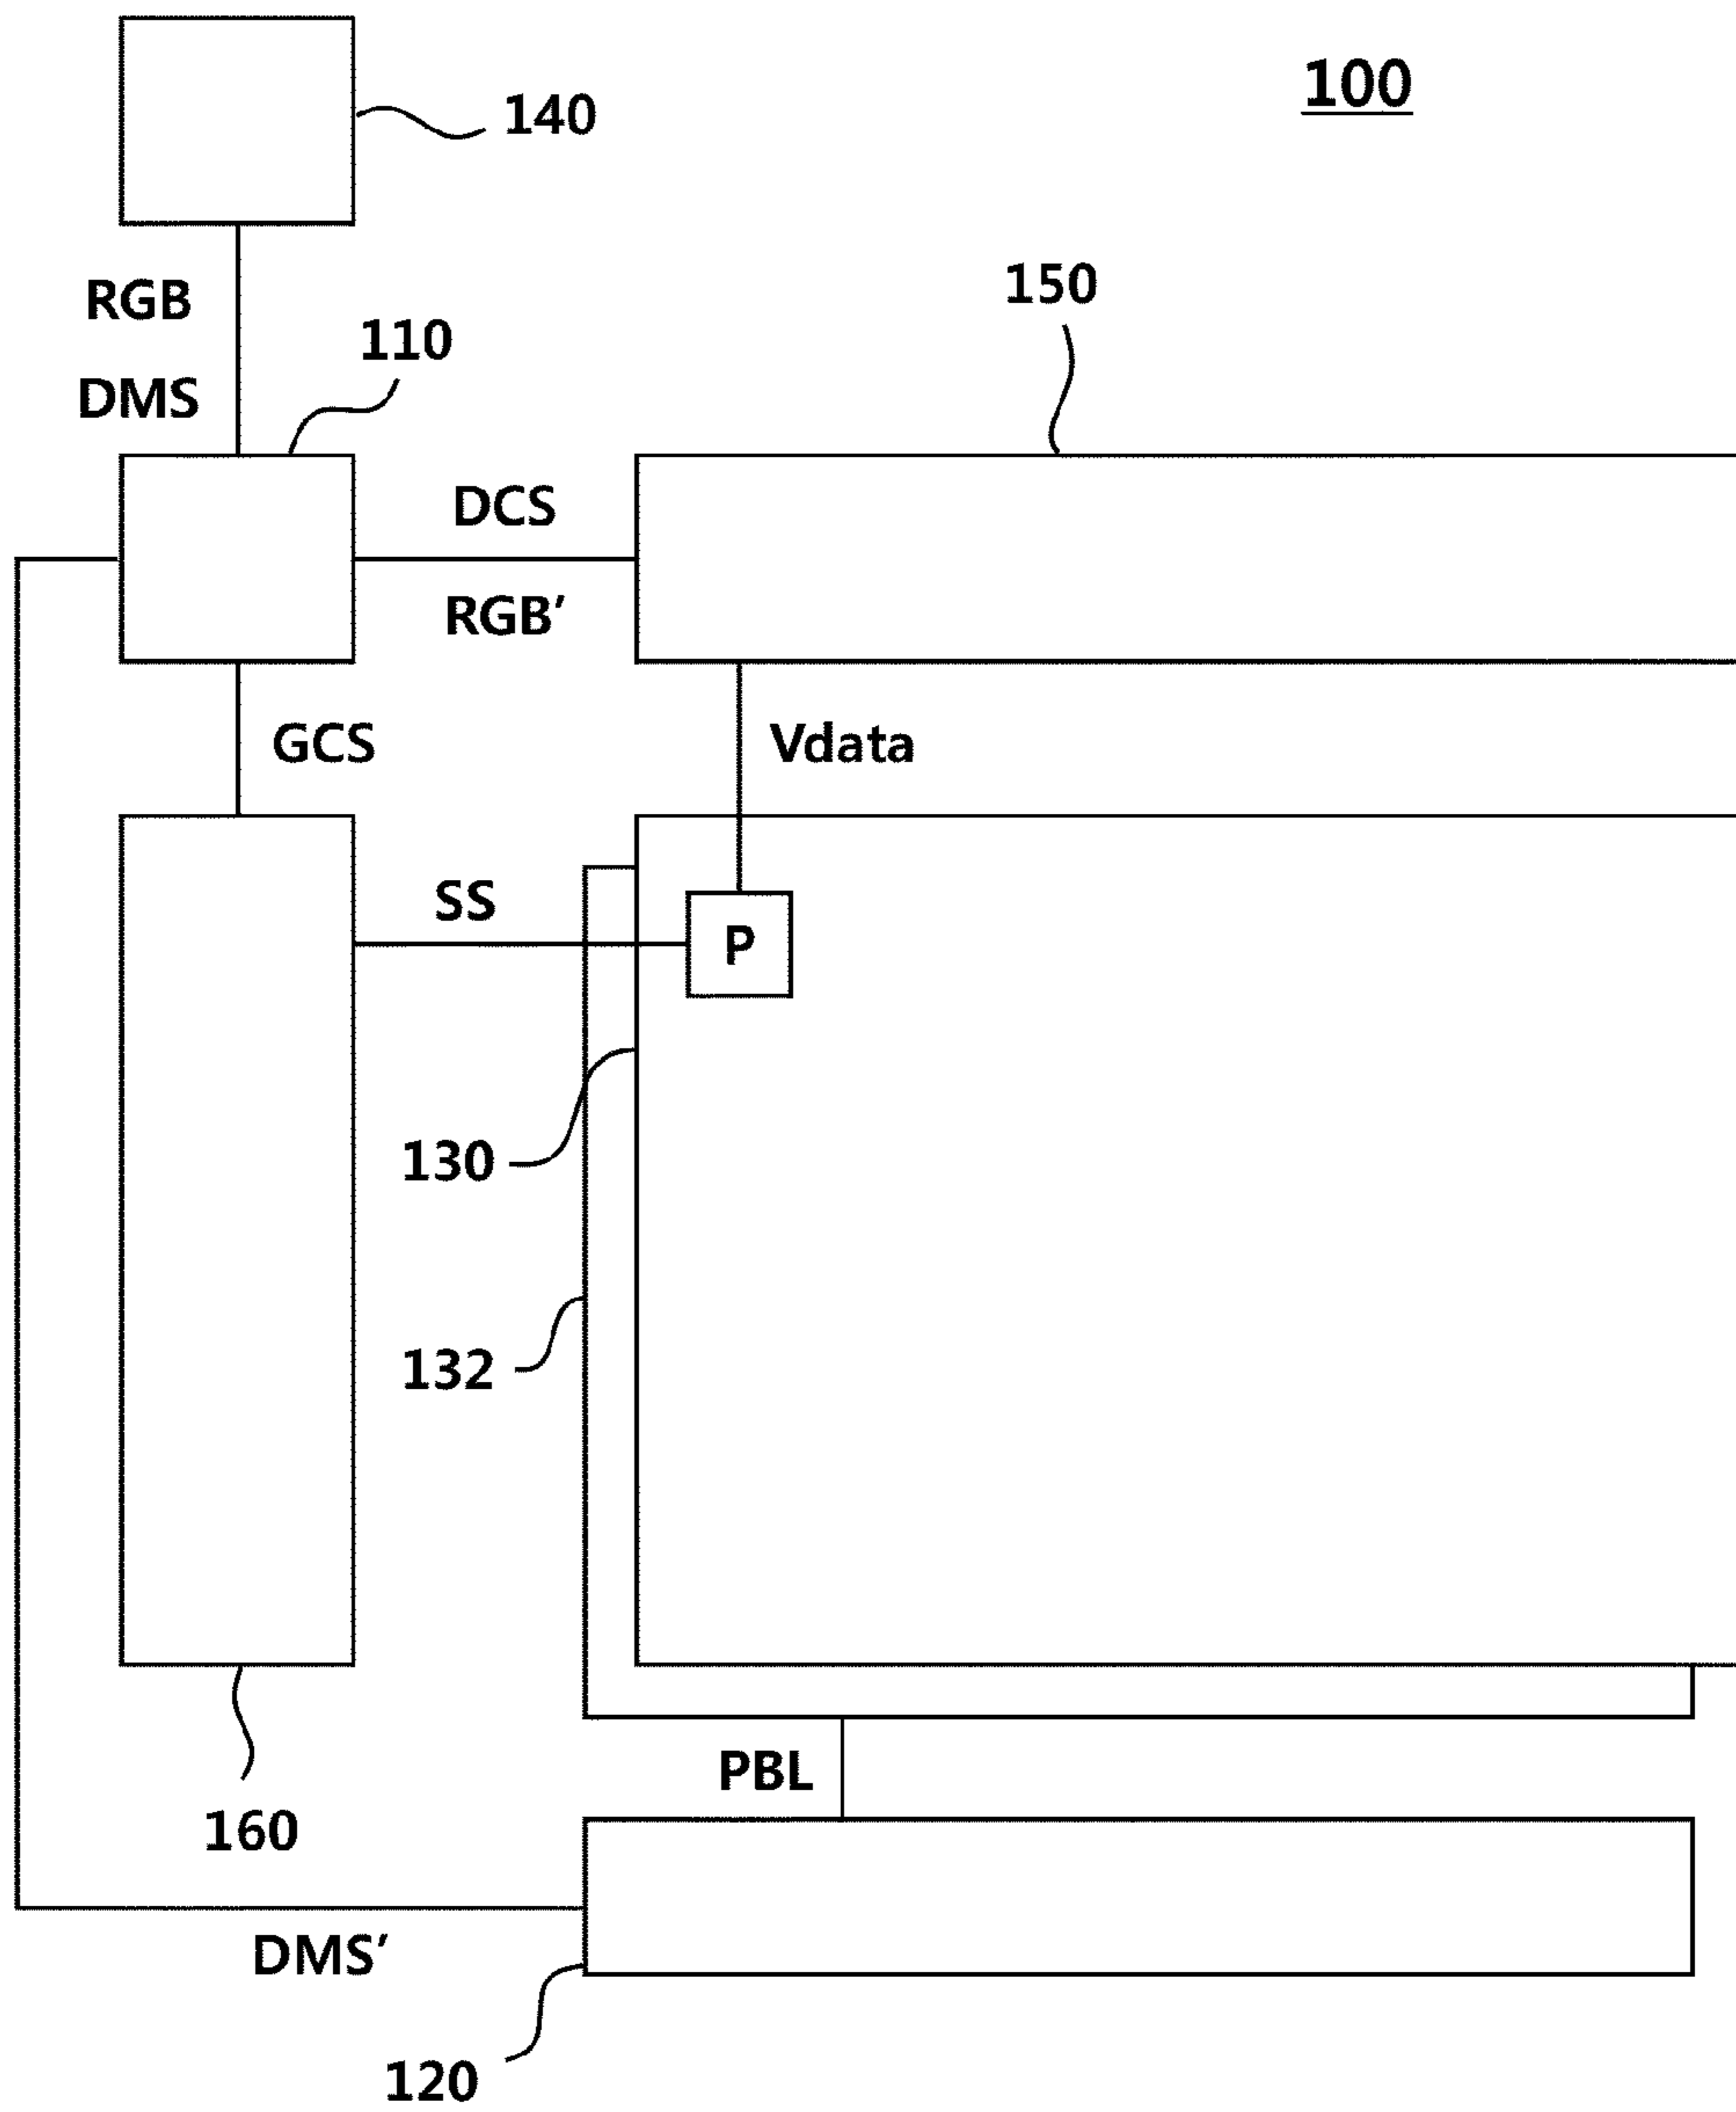 100
140
150
RGB
110
DMS
DCS
RGB′
GCS
Vdata
SS
P
130
132
PBL
160
DMS′
120